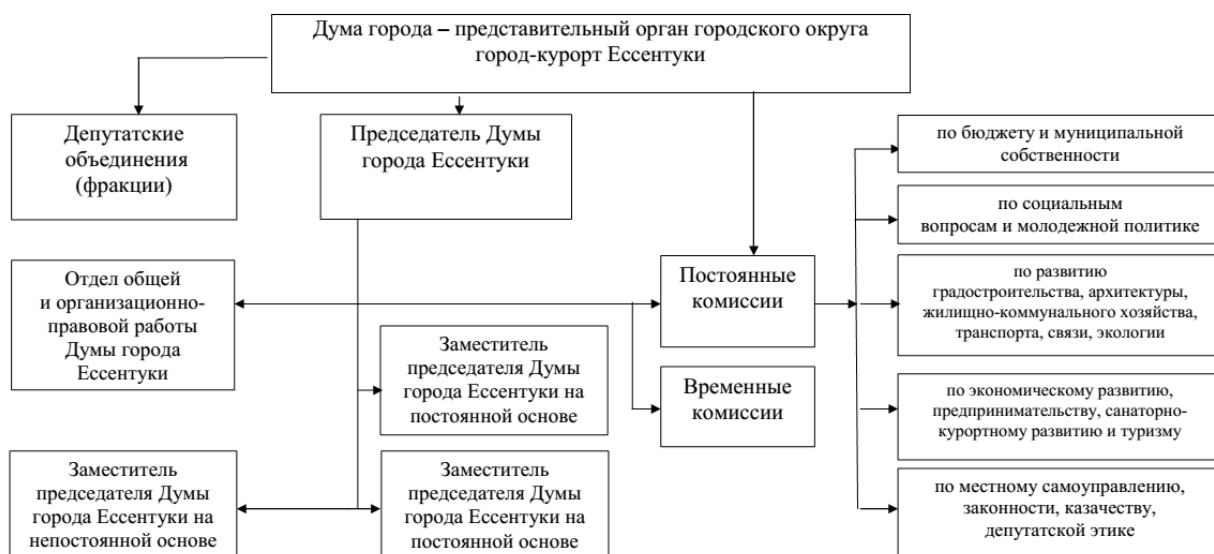 Дума города – представительный орган городского округа
город-курорт Ессентуки
Депутатские
объединения
(фракции)
Председатель Думы
города Ессентуки
по бюджету и муниципальной
собственности
по социальным
вопросам и молодежной политике
Отдел общей
и организационно-
правовой работы
Думы города
Ессентуки
Постоянные
комиссии
по развитию
градостроительства, архитектуры,
жилищно-коммунального хозяйства,
транспорта, связи, экологии
Заместитель
председателя Думы
города Ессентуки на
постоянной основе
Временные
комиссии
по экономическому развитию,
предпринимательству, санаторно-
курортному развитию и туризму
Заместитель
председателя Думы
города Ессентуки на
непостоянной основе
Заместитель
председателя Думы
города Ессентуки на
постоянной основе
по местному самоуправлению,
законности, казачеству,
депутатской этике